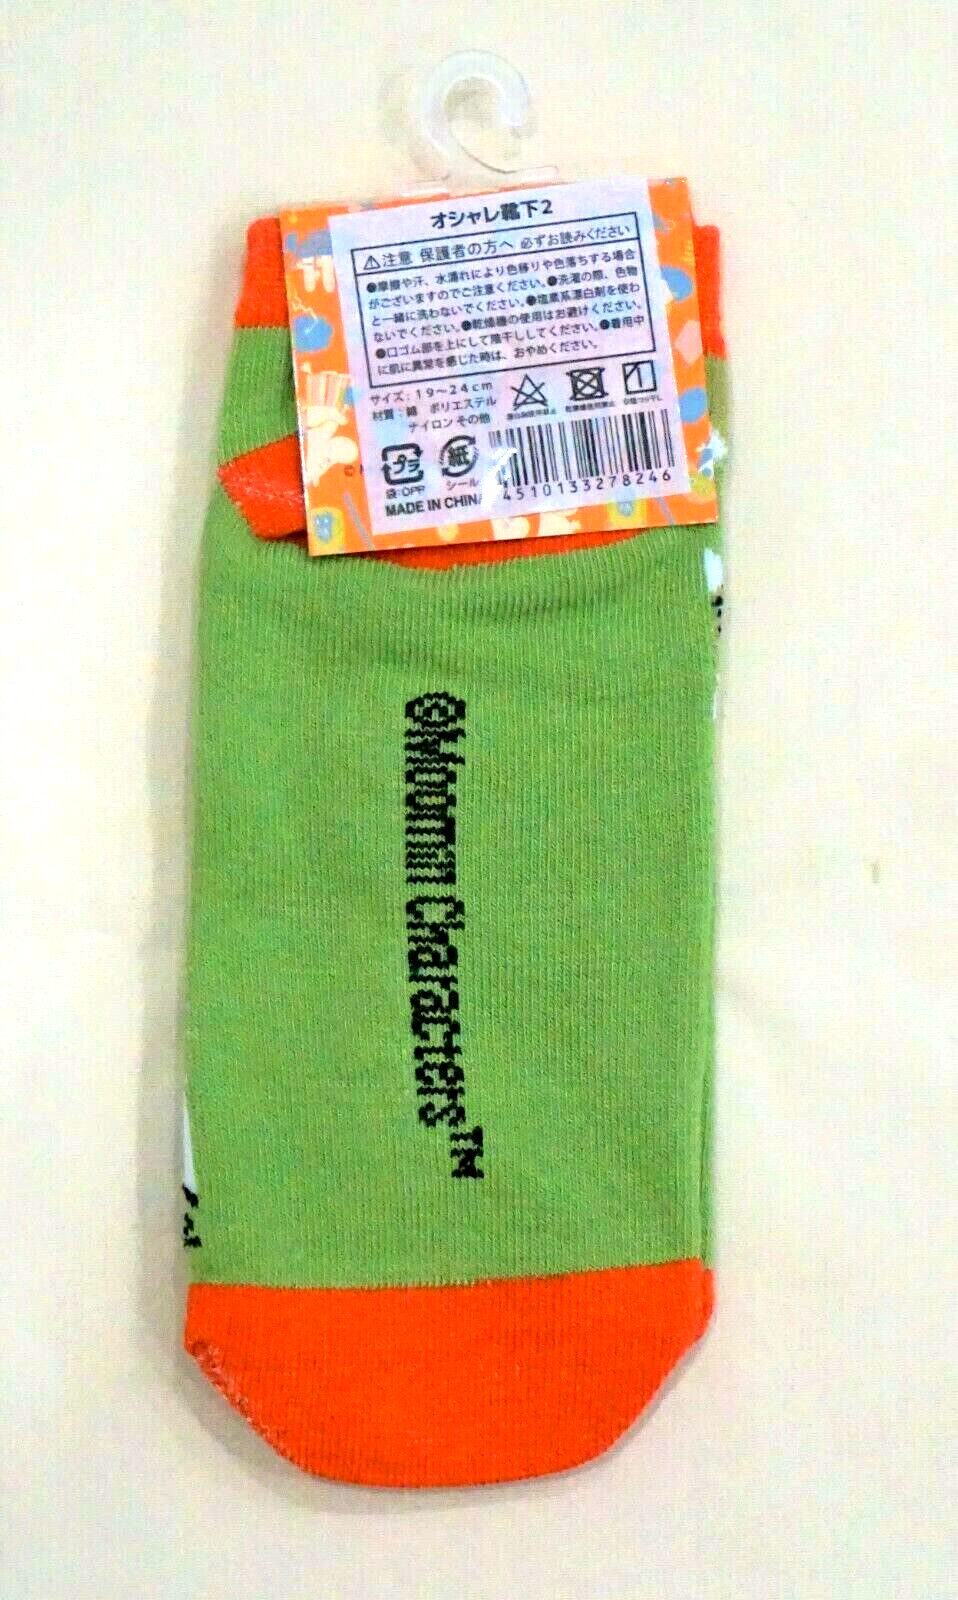 オシャレ靴下2
⚠注意 保護者の方へ 必ずお読みください
●摩擦や汗、水濡れにより色移りや色落ちする場合
がございますのでご注意ください。●洗濯の際、色物
と一緒に洗わないでください。●塩素系漂白剤を使わ
ないでください。●乾燥機の使用はお避けください。
●口ゴム部を上にして陰干ししてください。●着用中
に肌に異常を感じた時は、おやめください。
サイズ：19～24cm
材質：綿 ポリエステル
ナイロン その他
プラ
袋:OPP
紙
シール
MADE IN CHINA
4510133278246
©Moomin Characters™